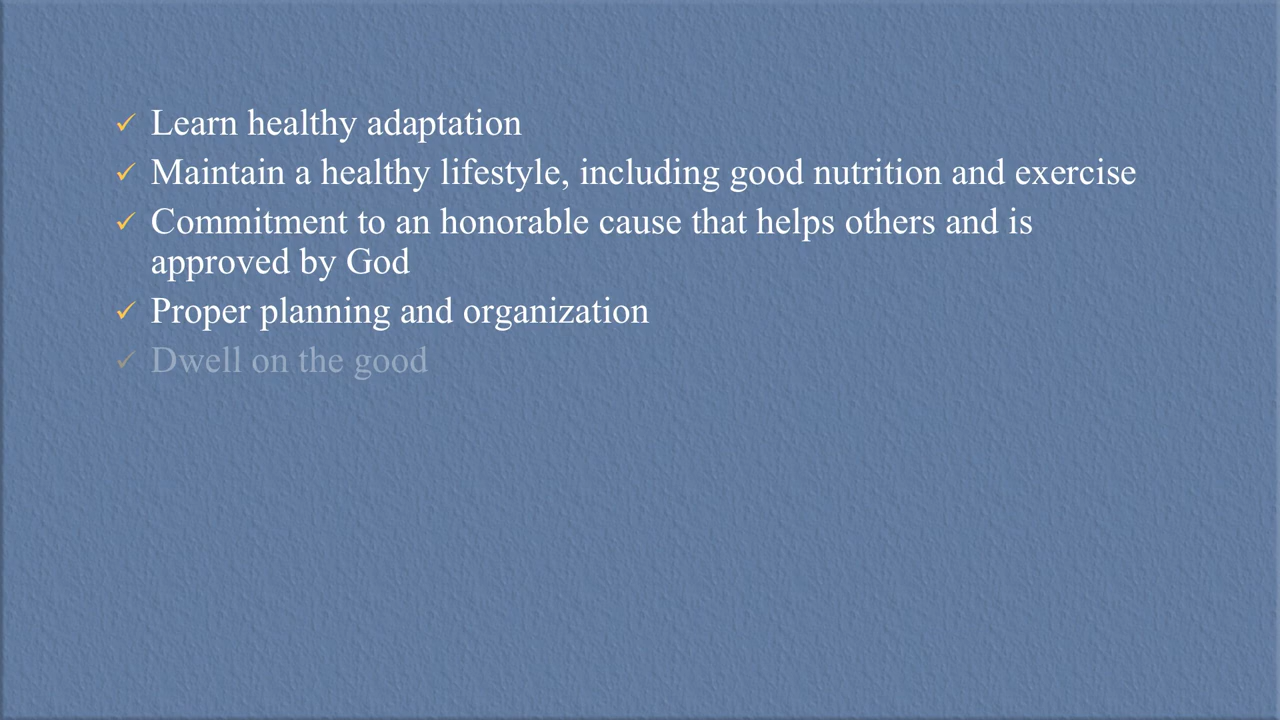 ✓ Learn healthy adaptation
✓ Maintain a healthy lifestyle, including good nutrition and exercise
✓ Commitment to an honorable cause that helps others and is
approved by God
✓ Proper planning and organization
✓ Dwell on the good